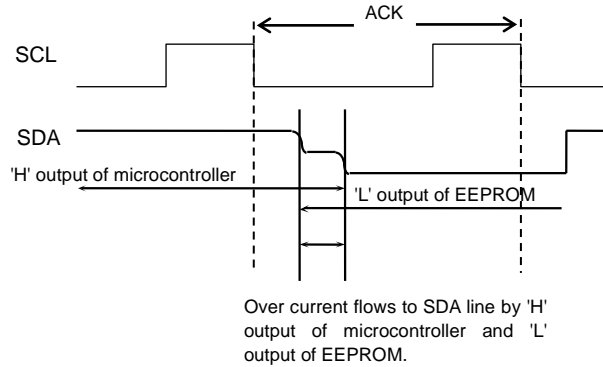 ACK
SCL
SDA
'H' output of microcontroller
'L' output of EEPROM
Over current flows to SDA line by 'H'
output of microcontroller and 'L'
output of EEPROM.